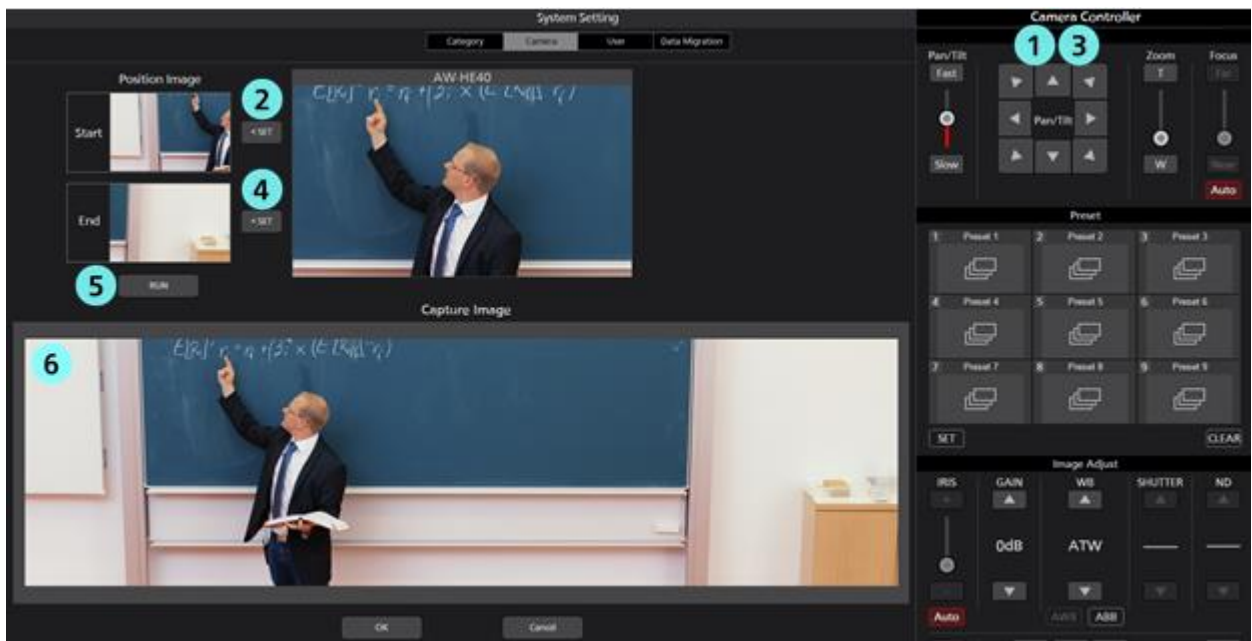 System Setting
Camera Controller
Category Camera User Data Migration
1 3
Pan/Tilt Zoom Focus
Position Image
AW-HE40
Fast T Far
2
Start < SET
Pan/Tilt
4
Slow W Near
End < SET
Auto
Preset
5 RUN
1 Preset 1 2 Preset 2 3 Preset 3
Capture Image
4 Preset 4 5 Preset 5 6 Preset 6
6
7 Preset 7 8 Preset 8 9 Preset 9
SET CLEAR
Image Adjust
IRIS GAIN WB SHUTTER ND
0dB ATW
Auto AWB ABB
OK Cancel